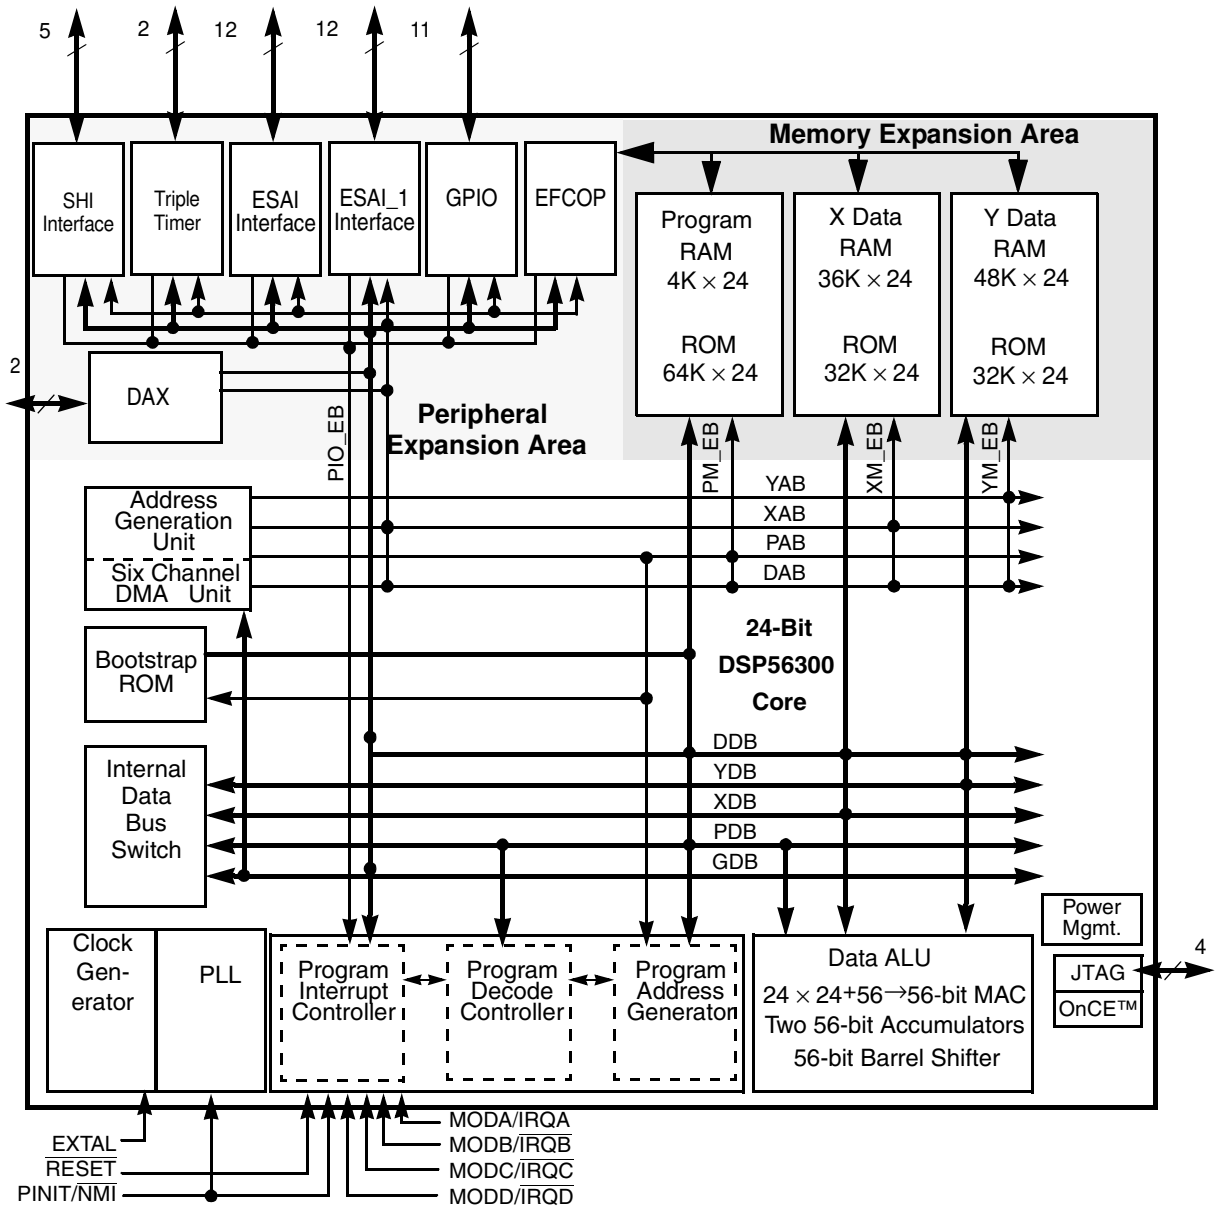 5
2
12
12
11
Memory Expansion Area
SHI
Interface
Triple
Timer
ESAI
Interface
ESAI_1
Interface
GPIO
EFCOP
Program
RAM
4K × 24
ROM
64K × 24
X Data
RAM
36K × 24
ROM
32K × 24
Y Data
RAM
48K × 24
ROM
32K × 24
2
DAX
PIO_EB
Peripheral
Expansion Area
PM_EB
XM_EB
YM_EB
Address
Generation
Unit
Six Channel
DMA Unit
YAB
XAB
PAB
DAB
24-Bit
DSP56300
Core
Bootstrap
ROM
Internal
Data
Bus
Switch
DDB
YDB
XDB
PDB
GDB
Clock
Gen-
erator
PLL
Program
Interrupt
Controller
Program
Decode
Controller
Program
Address
Generator
Data ALU
24 × 24+56→56-bit MAC
Two 56-bit Accumulators
56-bit Barrel Shifter
Power
Mgmt.
4
JTAG
OnCE™
EXTAL
RESET
PINIT/NMI
MODA/IRQA
MODB/IRQB
MODC/IRQC
MODD/IRQD